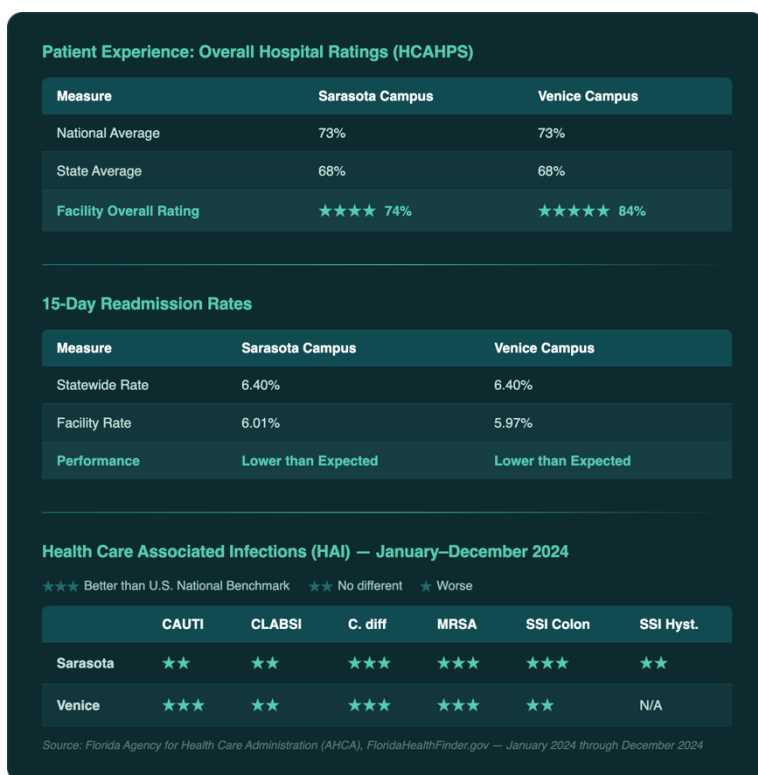 Patient Experience: Overall Hospital Ratings (HCAHPS)
Measure Sarasota Campus Venice Campus
National Average 73% 73%
State Average 68% 68%
Facility Overall Rating ★★★★ 74% ★★★★★ 84%
15-Day Readmission Rates
Measure Sarasota Campus Venice Campus
Statewide Rate 6.40% 6.40%
Facility Rate 6.01% 5.97%
Performance Lower than Expected Lower than Expected
Health Care Associated Infections (HAI) — January–December 2024
★★★ Better than U.S. National Benchmark ★★ No different ★ Worse
CAUTI CLABSI C. diff MRSA SSI Colon SSI Hyst.
Sarasota ★★ ★★ ★★★ ★★★ ★★★ ★★
Venice ★★★ ★★ ★★★ ★★★ ★★ N/A
Source: Florida Agency for Health Care Administration (AHCA), FloridaHealthFinder.gov — January 2024 through December 2024